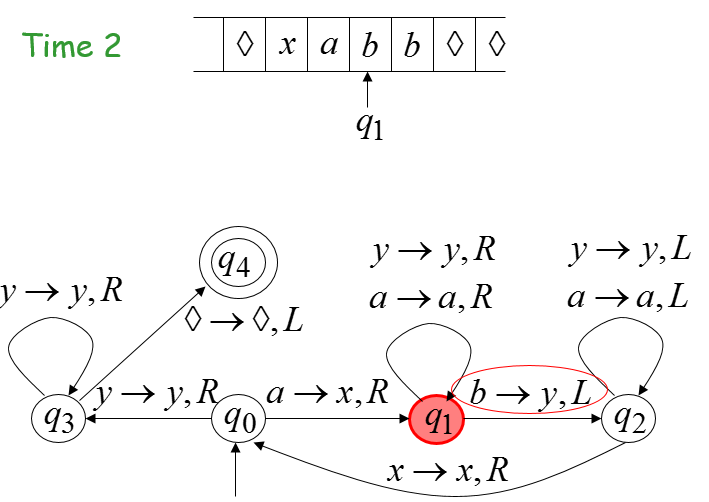 Time 2
◊ x a b b ◊ ◊
q₁
y → y, R
y → y, L
a → a, R
a → a, L
y → y, R
q₄
◊ → ◊, L
y → y, R
a → x, R
b → y, L
q₃
q₀
q₁
q₂
x → x, R